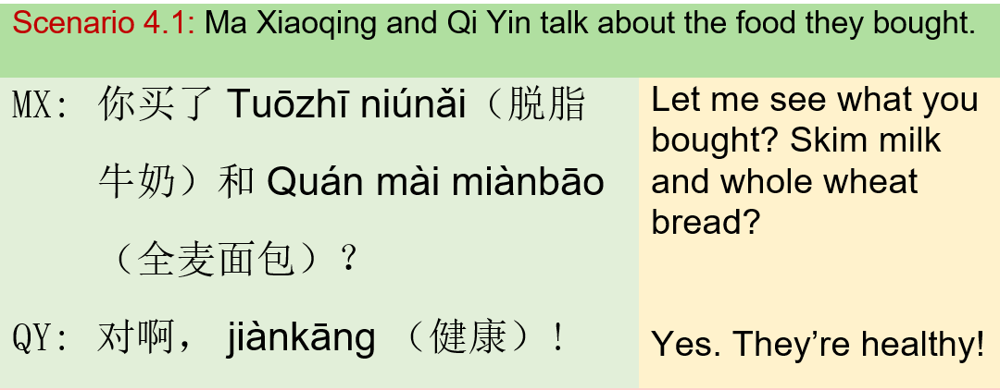 Scenario 4.1: Ma Xiaoqing and Qi Yin talk about the food they bought.
MX: 你买了 Tuōzhī niúnǎi（脱脂
牛奶）和 Quán mài miànbāo
（全麦面包）？
QY: 对啊， jiànkāng （健康）!
Let me see what you
bought? Skim milk
and whole wheat
bread?
Yes. They’re healthy!